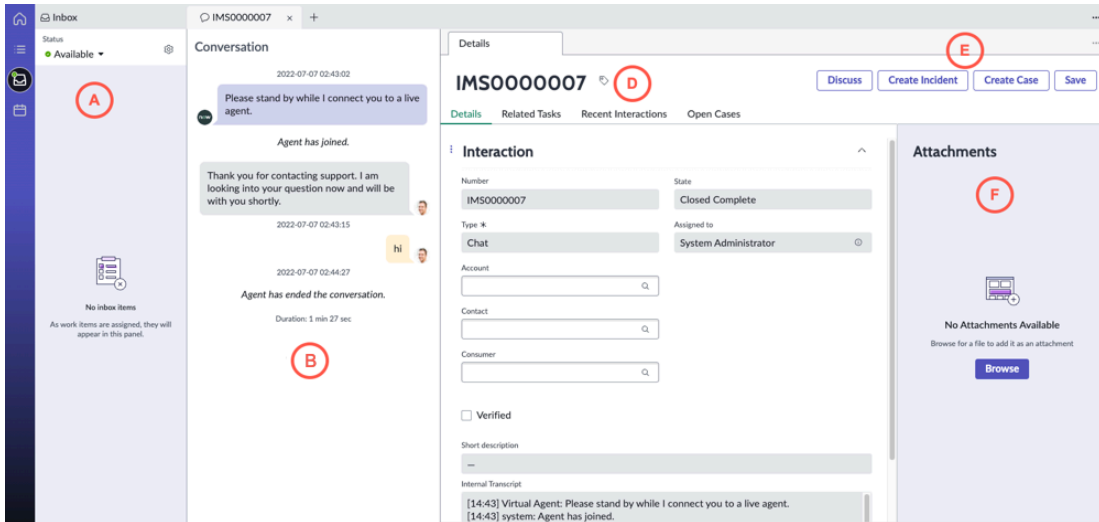 Inbox
Status
Available
A
No inbox items
As work items are assigned, they will
appear in this panel.
IMS0000007 × +
Conversation
2022-07-07 02:43:02
Please stand by while I connect you to a live
agent.
Agent has joined.
Thank you for contacting support. I am
looking into your question now and will be
with you shortly.
2022-07-07 02:43:15
hi
2022-07-07 02:44:27
Agent has ended the conversation.
Duration: 1 min 27 sec
B
Details
IMS0000007
D
E
Discuss
Create Incident
Create Case
Save
Details
Related Tasks
Recent Interactions
Open Cases
Interaction
Number
IMS0000007
State
Closed Complete
Type *
Chat
Assigned to
System Administrator
Account
Contact
Consumer
Verified
Short description
—
Internal Transcript
[14:43] Virtual Agent: Please stand by while I connect you to a live agent.
[14:43] system: Agent has joined.
Attachments
F
No Attachments Available
Browse for a file to add it as an attachment
Browse